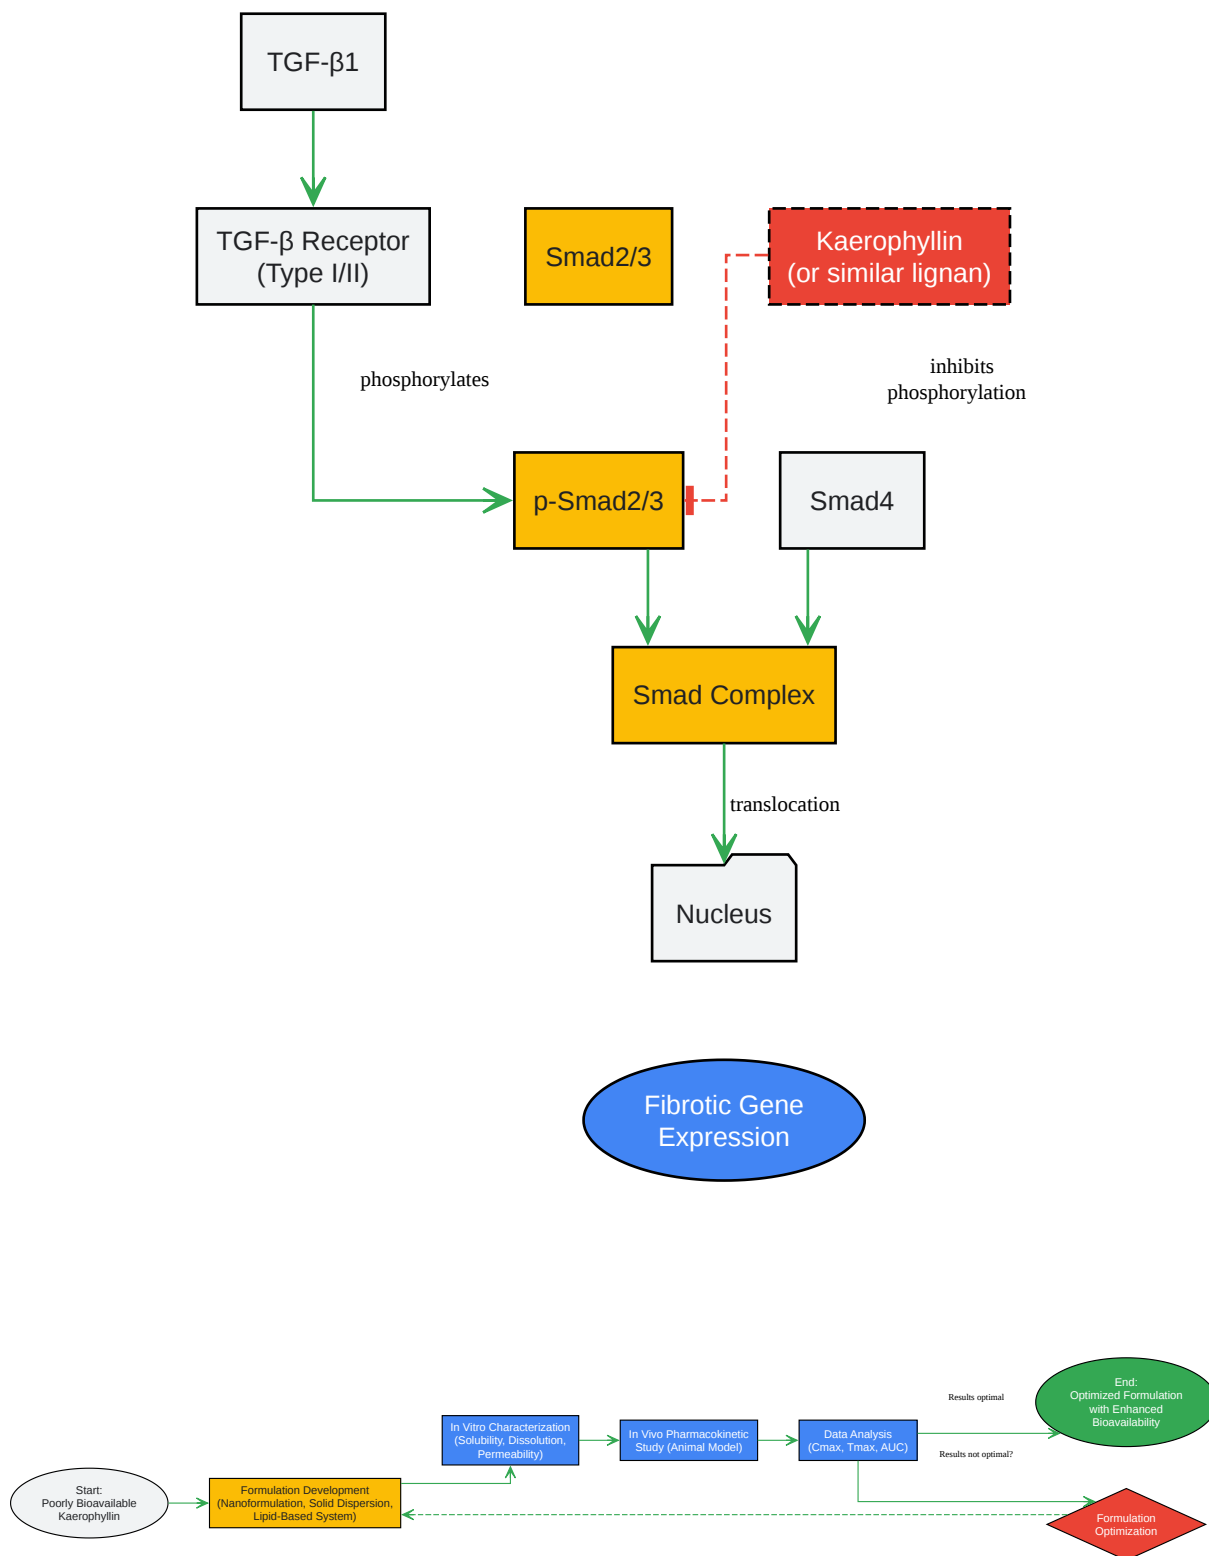 TGF-β1
TGF-β Receptor
(Type I/II)
Smad2/3
Kaerophyllin
(or similar lignan)
phosphorylates
inhibits
phosphorylation
p-Smad2/3
Smad4
Smad Complex
translocation
Nucleus
Fibrotic Gene
Expression
Start:
Poorly Bioavailable
Kaerophyllin
Formulation Development
(Nanoformulation, Solid Dispersion,
Lipid-Based System)
In Vitro Characterization
(Solubility, Dissolution,
Permeability)
In Vivo Pharmacokinetic
Study (Animal Model)
Data Analysis
(Cmax, Tmax, AUC)
Results optimal
Results not optimal?
End:
Optimized Formulation
with Enhanced
Bioavailability
Formulation
Optimization